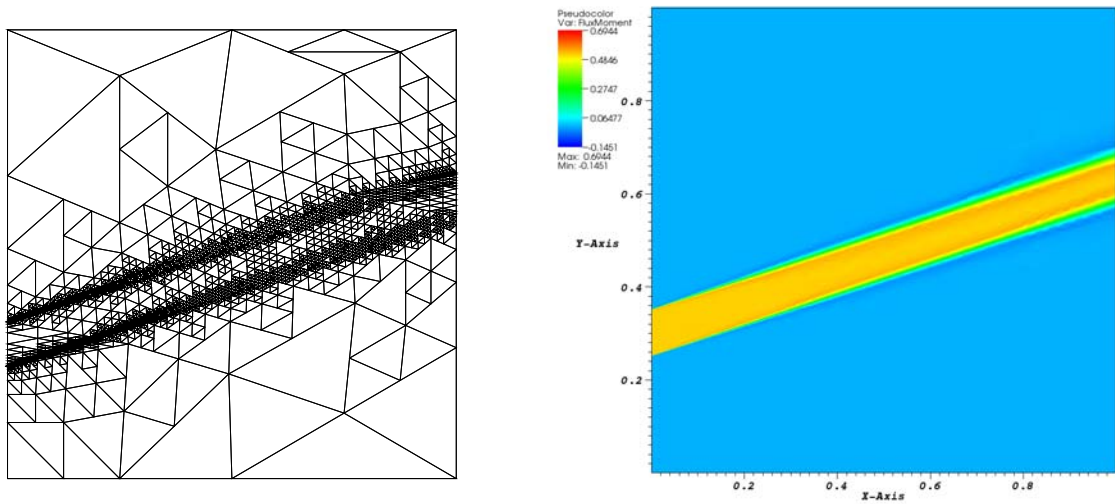 Pseudocolor
Var: FluxMoment
0.6944
0.4846
0.2747
0.06477
-0.1451
Max: 0.6944
Min: -0.1451
0.8
0.6
Y-Axis
0.4
0.2
0.2 0.4 0.6 0.8
X-Axis